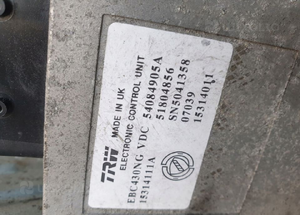 TRW
MADE IN UK
ELECTRONIC CONTROL UNIT
EBC430NG VDC 54084905A
15314111A 51804856
SN5041358
07039
15314011